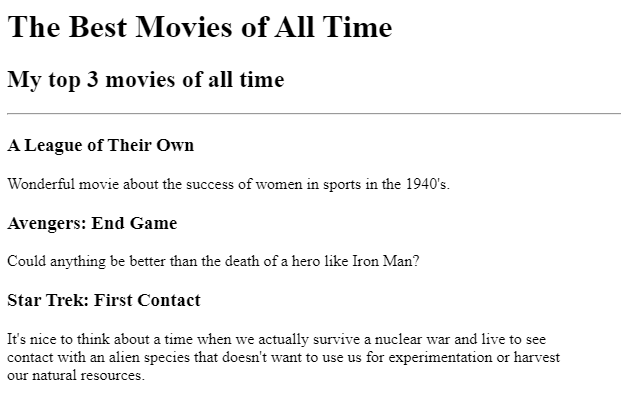 The Best Movies of All Time
My top 3 movies of all time
A League of Their Own
Wonderful movie about the success of women in sports in the 1940's.
Avengers: End Game
Could anything be better than the death of a hero like Iron Man?
Star Trek: First Contact
It's nice to think about a time when we actually survive a nuclear war and live to see
contact with an alien species that doesn't want to use us for experimentation or harvest
our natural resources.